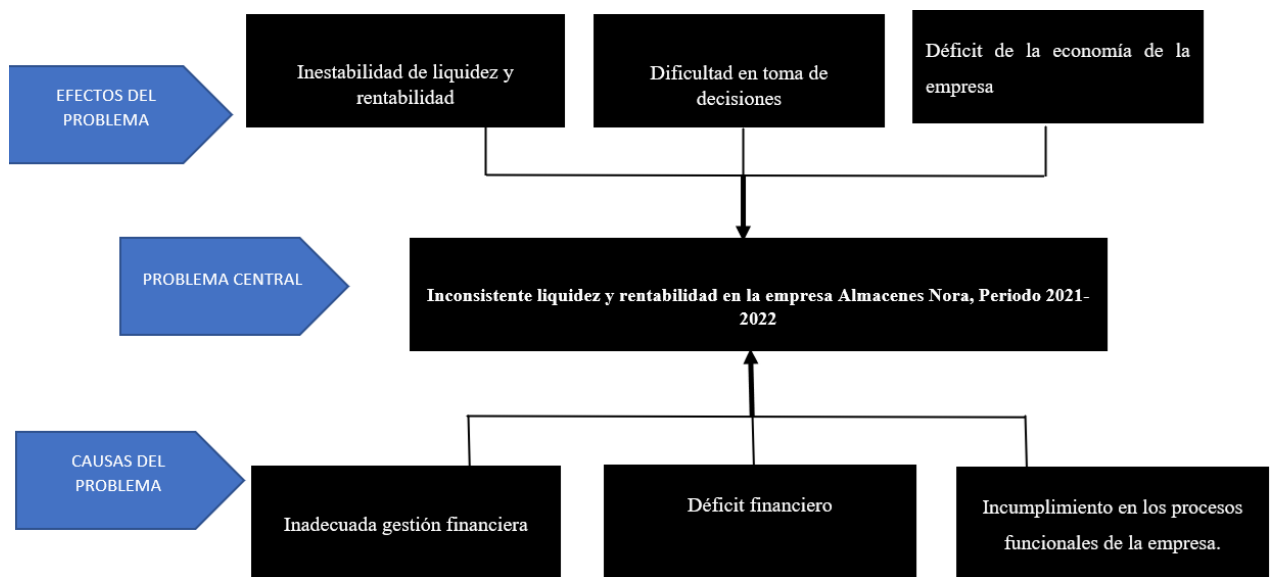 EFECTOS DEL
PROBLEMA
Inestabilidad de liquidez y
rentabilidad
Dificultad en toma de
decisiones
Déficit de la economía de la
empresa
PROBLEMA CENTRAL
Inconsistente liquidez y rentabilidad en la empresa Almacenes Nora, Periodo 2021-
2022
CAUSAS DEL
PROBLEMA
Inadecuada gestión financiera
Déficit financiero
Incumplimiento en los procesos
funcionales de la empresa.